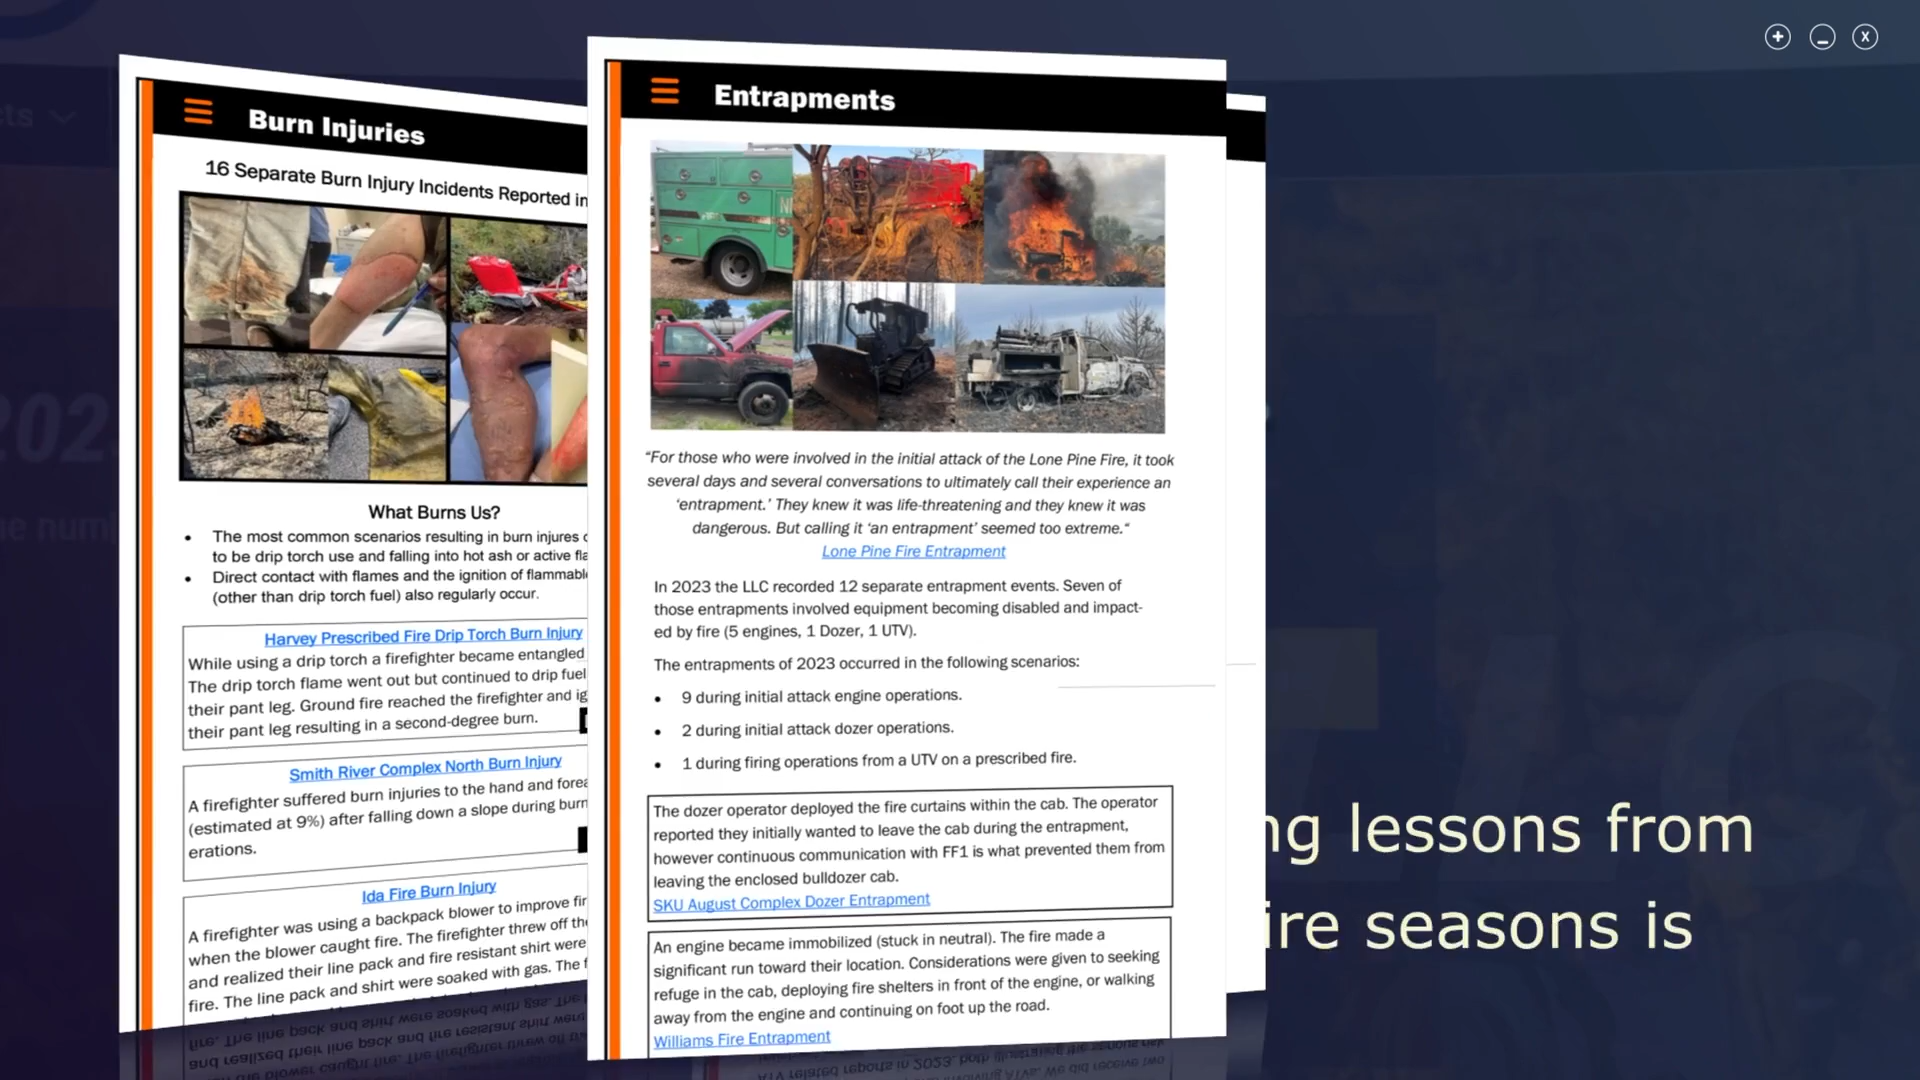 cts
2023
he num
Burn Injuries
16 Separate Burn Injury Incidents Reported in
What Burns Us?
• The most common scenarios resulting in burn injures
to be drip torch use and falling into hot ash or active
• Direct contact with flames and the ignition of
(other than drip torch fuel) also regularly occur.
Harvey Prescribed Fire Drip Torch Burn Injury
While using a drip torch a firefighter became entangled
The drip torch flame went out but continued to drip fuel
their pant leg. Ground fire reached the firefighter and ig
their pant leg resulting in a second-degree burn.
Smith River Complex North Burn Injury
A firefighter suffered burn injuries to the hand and fore
(estimated at 9%) after falling down a slope during burn
erations.
Ida Fire Burn Injury
A firefighter was using a backpack blower to improve fir
when the blower caught fire. The firefighter threw off the
and realized their line pack and fire resistant shirt were
fire. The line pack and shirt were soaked with gas. The
Entrapments
“For those who were involved in the initial attack of the Lone Pine Fire, it took
several days and several conversations to ultimately call their experience an
‘entrapment.’ They knew it was life-threatening and they knew it was
dangerous. But calling it ‘an entrapment’ seemed too extreme.“
Lone Pine Fire Entrapment
In 2023 the LLC recorded 12 separate entrapment events. Seven of
those entrapments involved equipment becoming disabled and impact-
ed by fire (5 engines, 1 Dozer, 1 UTV).
The entrapments of 2023 occurred in the following scenarios:
• 9 during initial attack engine operations.
• 2 during initial attack dozer operations.
• 1 during firing operations from a UTV on a prescribed fire.
The dozer operator deployed the fire curtains within the cab. The operator
reported they initially wanted to leave the cab during the entrapment,
however continuous communication with FF1 is what prevented them from
leaving the enclosed bulldozer cab.
SKU August Complex Dozer Entrapment
An engine became immobilized (stuck in neutral). The fire made a
significant run toward their location. Considerations were given to seeking
refuge in the cab, deploying fire shelters in front of the engine, or walking
away from the engine and continuing on foot up the road.
Williams Fire Entrapment
ng lessons from
ire seasons is